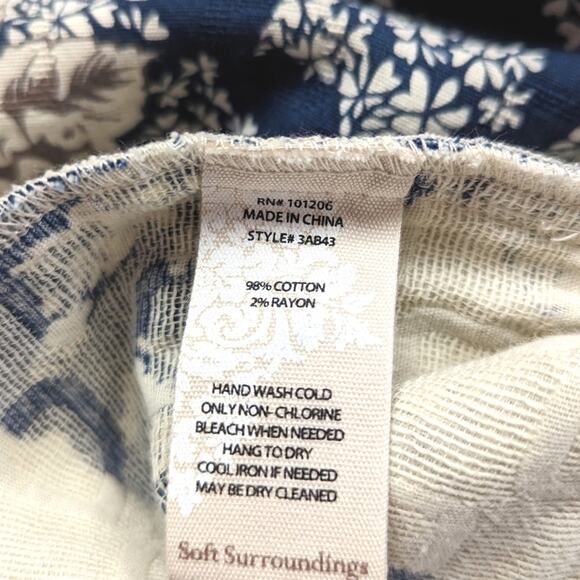 RN# 101206
MADE IN CHINA
STYLE# 3AB43
98% COTTON
2% RAYON
HAND WASH COLD
ONLY NON-CHLORINE
BLEACH WHEN NEEDED
HANG TO DRY
COOL IRON IF NEEDED
MAY BE DRY CLEANED
Soft Surroundings